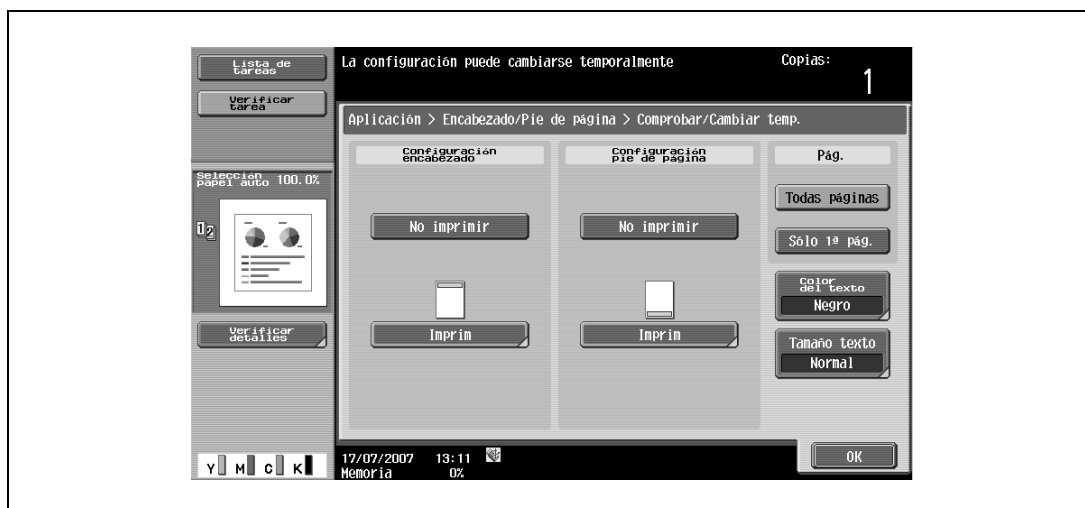 Lista de
tareas
Verificar
tarea
La configuración puede cambiarse temporalmente
Copias:
1
Aplicación > Encabezado/Pie de página > Comprobar/Cambiar temp.
Selección
papel auto 100.0%
12
Verificar
detalles
Configuración
encabezado
No imprimir
Imprim
Configuración
pie de página
No imprimir
Imprim
Pág.
Todas páginas
Sólo 1ª pág.
Color
del texto
Negro
Tamaño texto
Normal
Y M C K
17/07/2007 13:11
Memoria 0%
OK